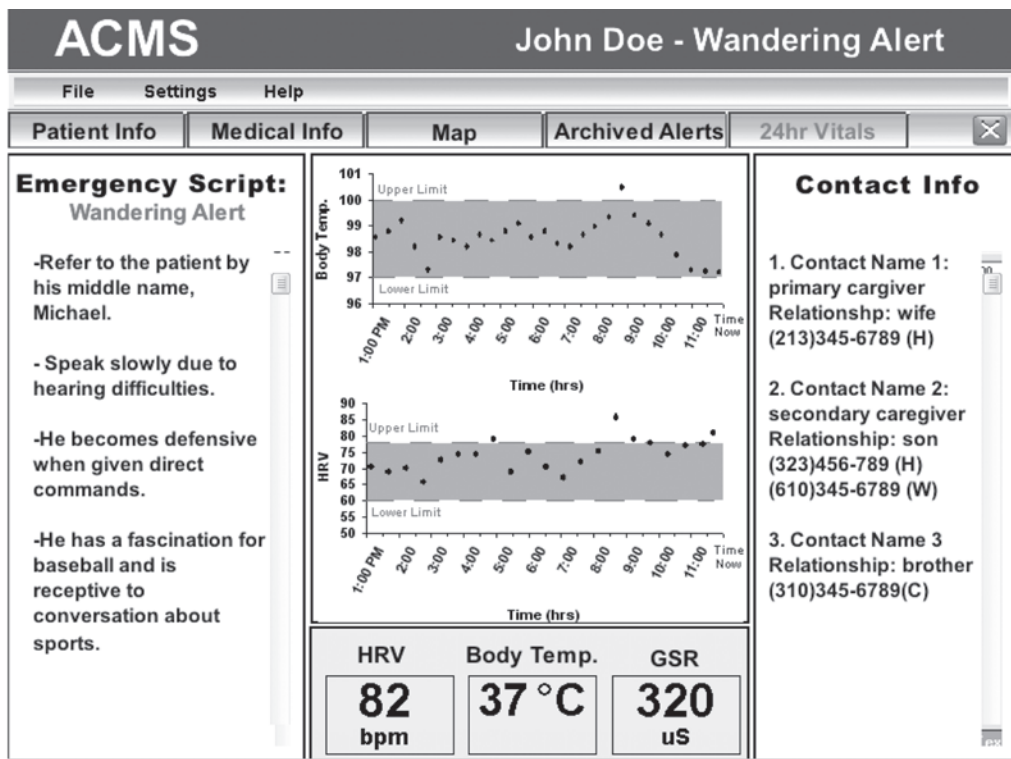 ACMS
John Doe - Wandering Alert
File Settings Help
Patient Info Medical Info Map Archived Alerts 24hr Vitals
Emergency Script:
Wandering Alert
-Refer to the patient by
his middle name,
Michael.
- Speak slowly due to
hearing difficulties.
-He becomes defensive
when given direct
commands.
-He has a fascination for
baseball and is
receptive to
conversation about
sports.
Body Temp.
101
100
99
98
97
96
Upper Limit
Lower Limit
1:00 PM 2:00 3:00 4:00 5:00 6:00 7:00 8:00 9:00 10:00 11:00 Time
Now
Time (hrs)
HRV
90
85
80
75
70
65
60
55
50
Upper Limit
Lower Limit
1:00 PM 2:00 3:00 4:00 5:00 6:00 7:00 8:00 9:00 10:00 11:00 Time
Now
Time (hrs)
HRV Body Temp. GSR
82 37 °C 320
bpm uS
Contact Info
1. Contact Name 1:
primary cargiver
Relationshp: wife
(213)345-6789 (H)
2. Contact Name 2:
secondary caregiver
Relationship: son
(323)456-789 (H)
(610)345-6789 (W)
3. Contact Name 3
Relationship: brother
(310)345-6789(C)